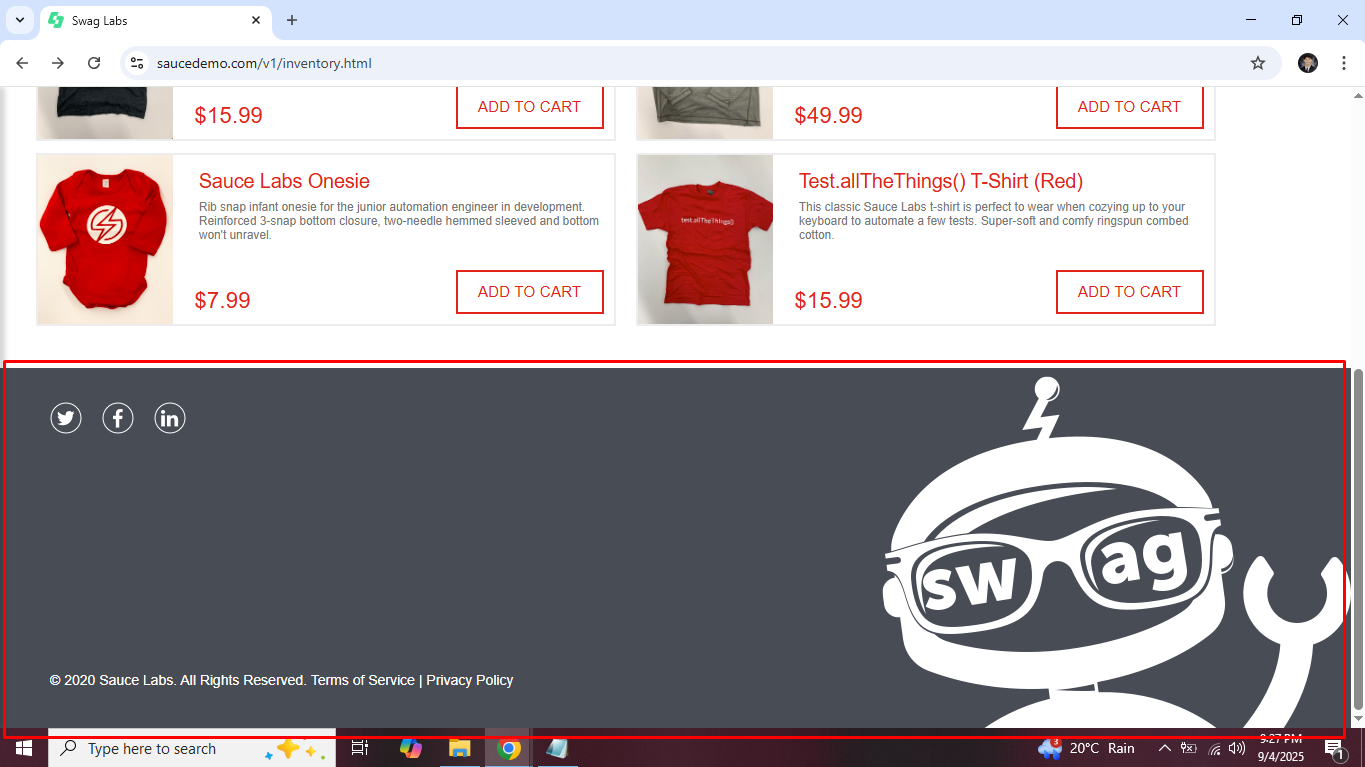 Swag Labs
saucedemo.com/v1/inventory.html
$15.99
ADD TO CART
$49.99
ADD TO CART
Sauce Labs Onesie
Rib snap infant onesie for the junior automation engineer in development.
Reinforced 3-snap bottom closure, two-needle hemmed sleeved and bottom
won't unravel.
$7.99
ADD TO CART
test.allTheThings()
Test.allTheThings() T-Shirt (Red)
This classic Sauce Labs t-shirt is perfect to wear when cozying up to your
keyboard to automate a few tests. Super-soft and comfy ringspun combed
cotton.
$15.99
ADD TO CART
swag
© 2020 Sauce Labs. All Rights Reserved. Terms of Service | Privacy Policy
Type here to search
3
20°C Rain
9:27 PM
9/4/2025
1